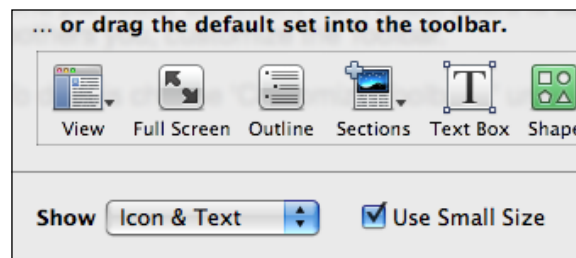 ... or drag the default set into the toolbar.
View Full Screen Outline Sections Text Box Shape
Show Icon & Text Use Small Size